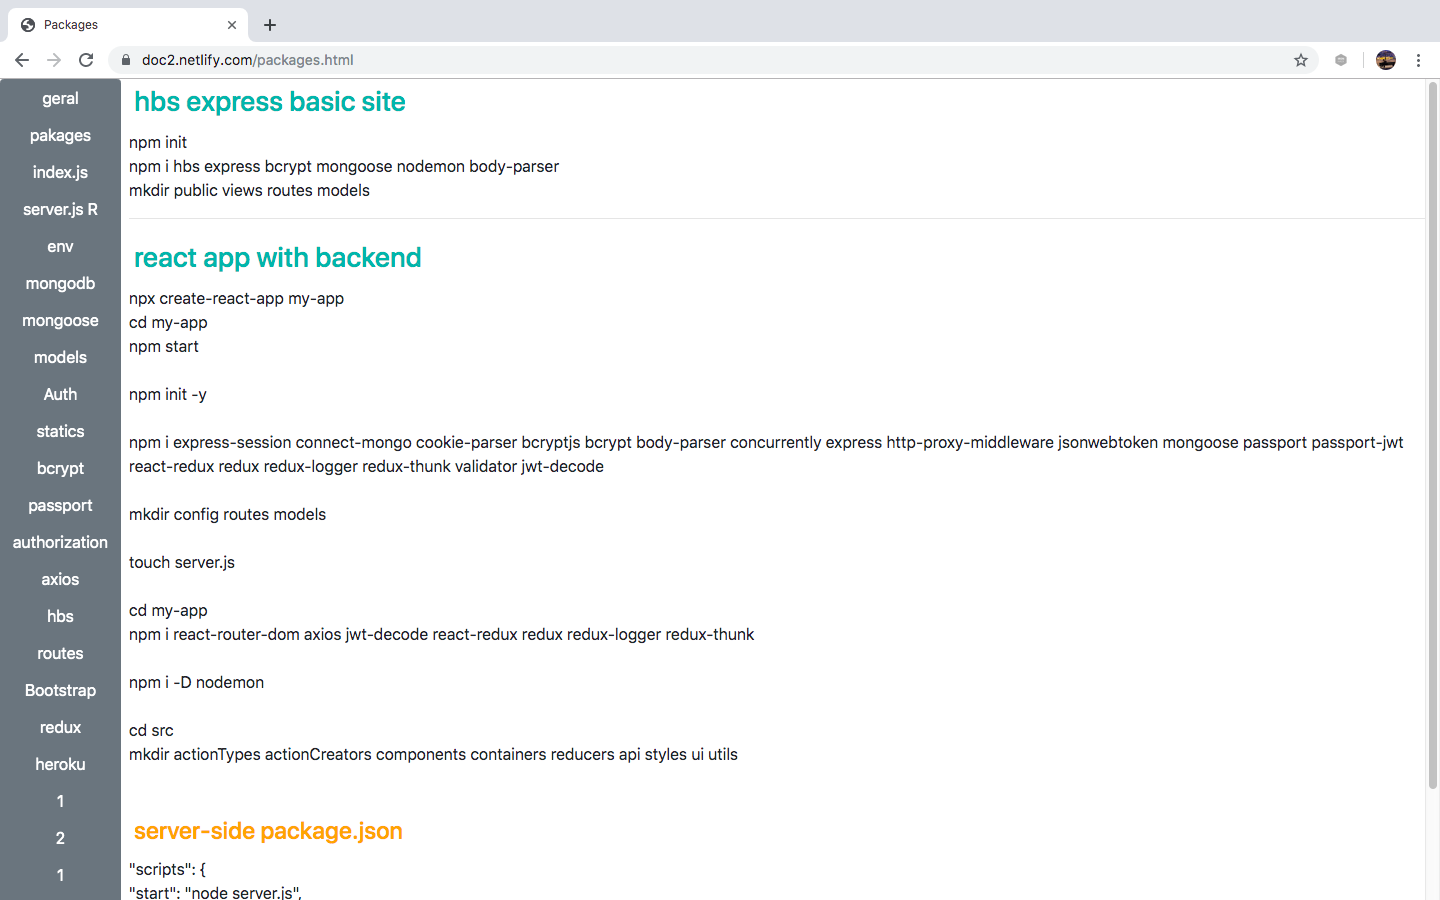 Packages
doc2.netlify.com/packages.html
geral
pakages
index.js
server.js R
env
mongodb
mongoose
models
Auth
statics
bcrypt
passport
authorization
axios
hbs
routes
Bootstrap
redux
heroku
1
2
1
hbs express basic site
npm init
npm i hbs express bcrypt mongoose nodemon body-parser
mkdir public views routes models
react app with backend
npx create-react-app my-app
cd my-app
npm start
npm init -y
npm i express-session connect-mongo cookie-parser bcryptjs bcrypt body-parser concurrently express http-proxy-middleware jsonwebtoken mongoose passport passport-jwt
react-redux redux redux-logger redux-thunk validator jwt-decode
mkdir config routes models
touch server.js
cd my-app
npm i react-router-dom axios jwt-decode react-redux redux redux-logger redux-thunk
npm i -D nodemon
cd src
mkdir actionTypes actionCreators components containers reducers api styles ui utils
server-side package.json
"scripts": {
"start": "node server.js",